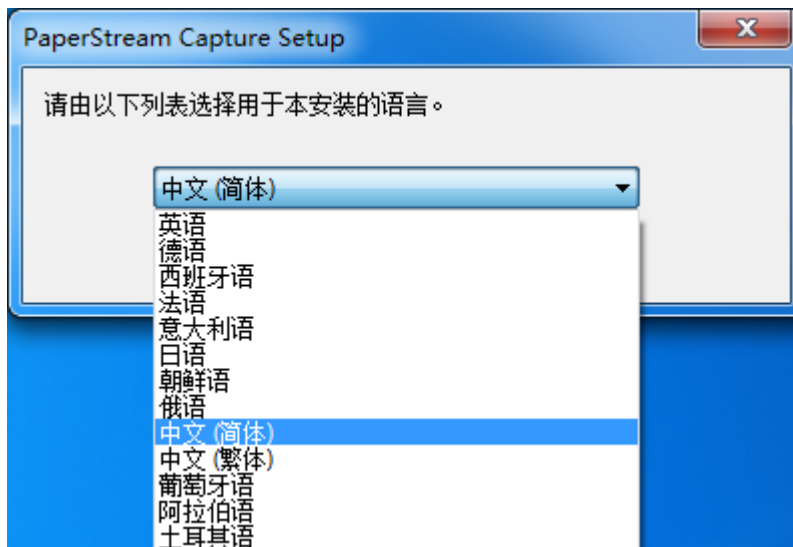 PaperStream Capture Setup
请由以下列表选择用于本安装的语言。
中文 (简体)
英语
德语
西班牙语
法语
意大利语
日语
朝鲜语
俄语
中文 (简体)
中文 (繁体)
葡萄牙语
阿拉伯语
土耳其语